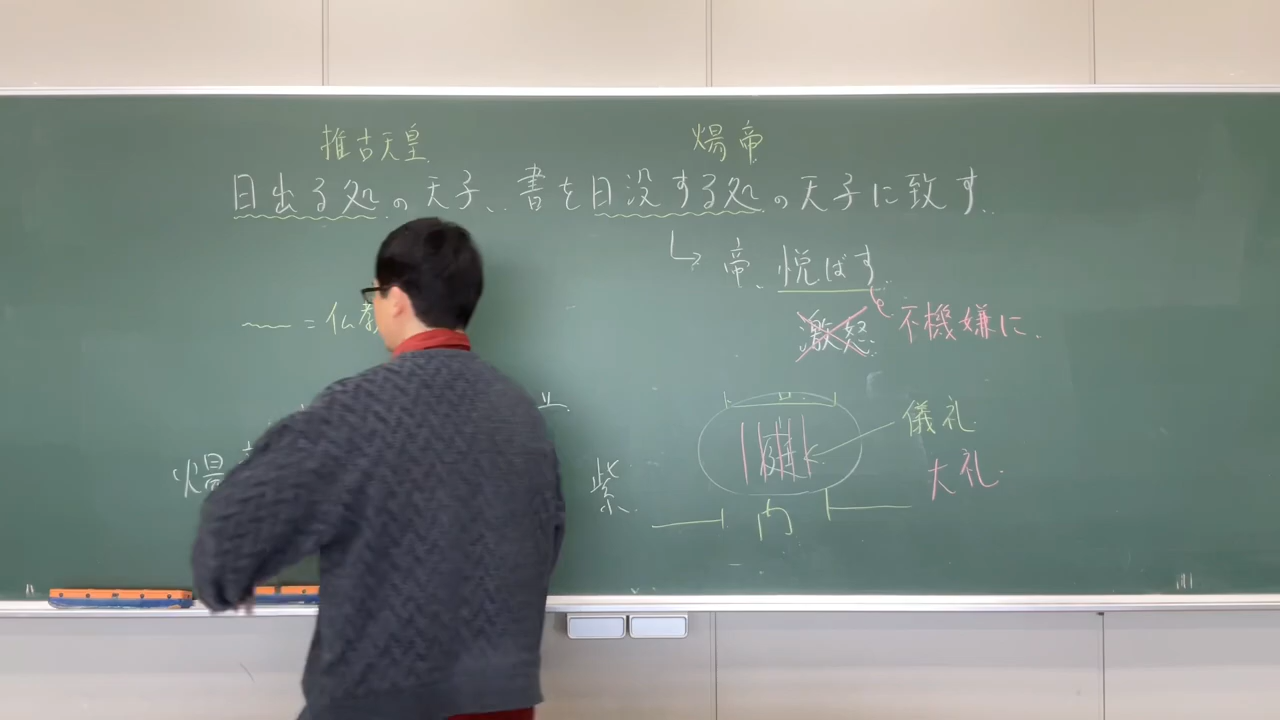 推古天皇 煬帝
日出る処の天子、書を日没する処の天子に致す。
帝、悦ばす
= 仏教
激怒 不機嫌に
儀礼
大礼
紫
内